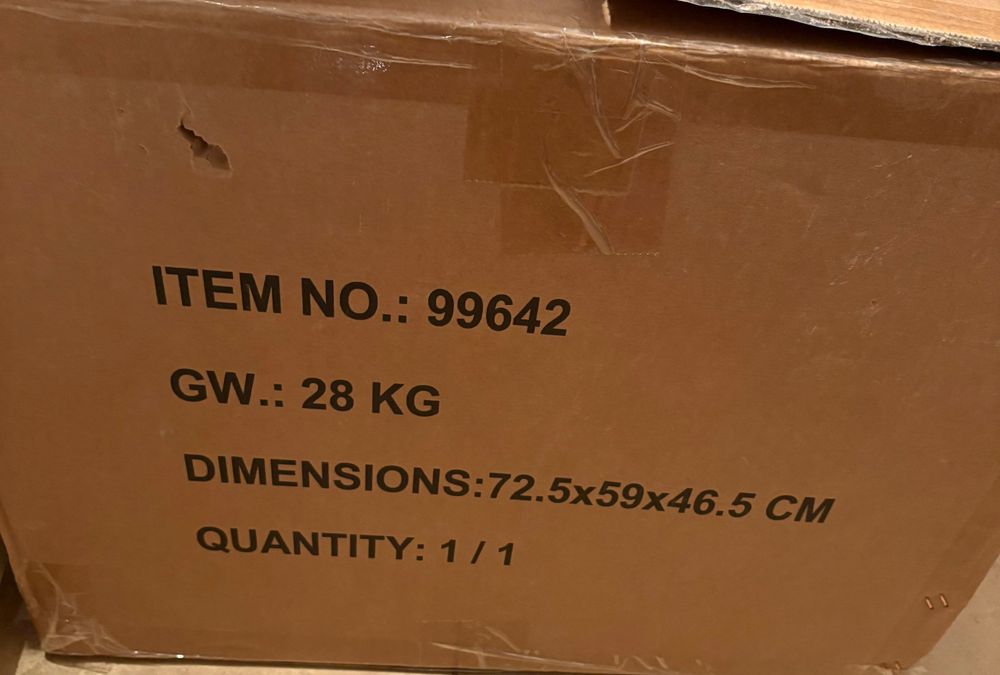 ITEM NO.: 99642
GW.: 28 KG
DIMENSIONS:72.5x59x46.5 CM
QUANTITY: 1 / 1